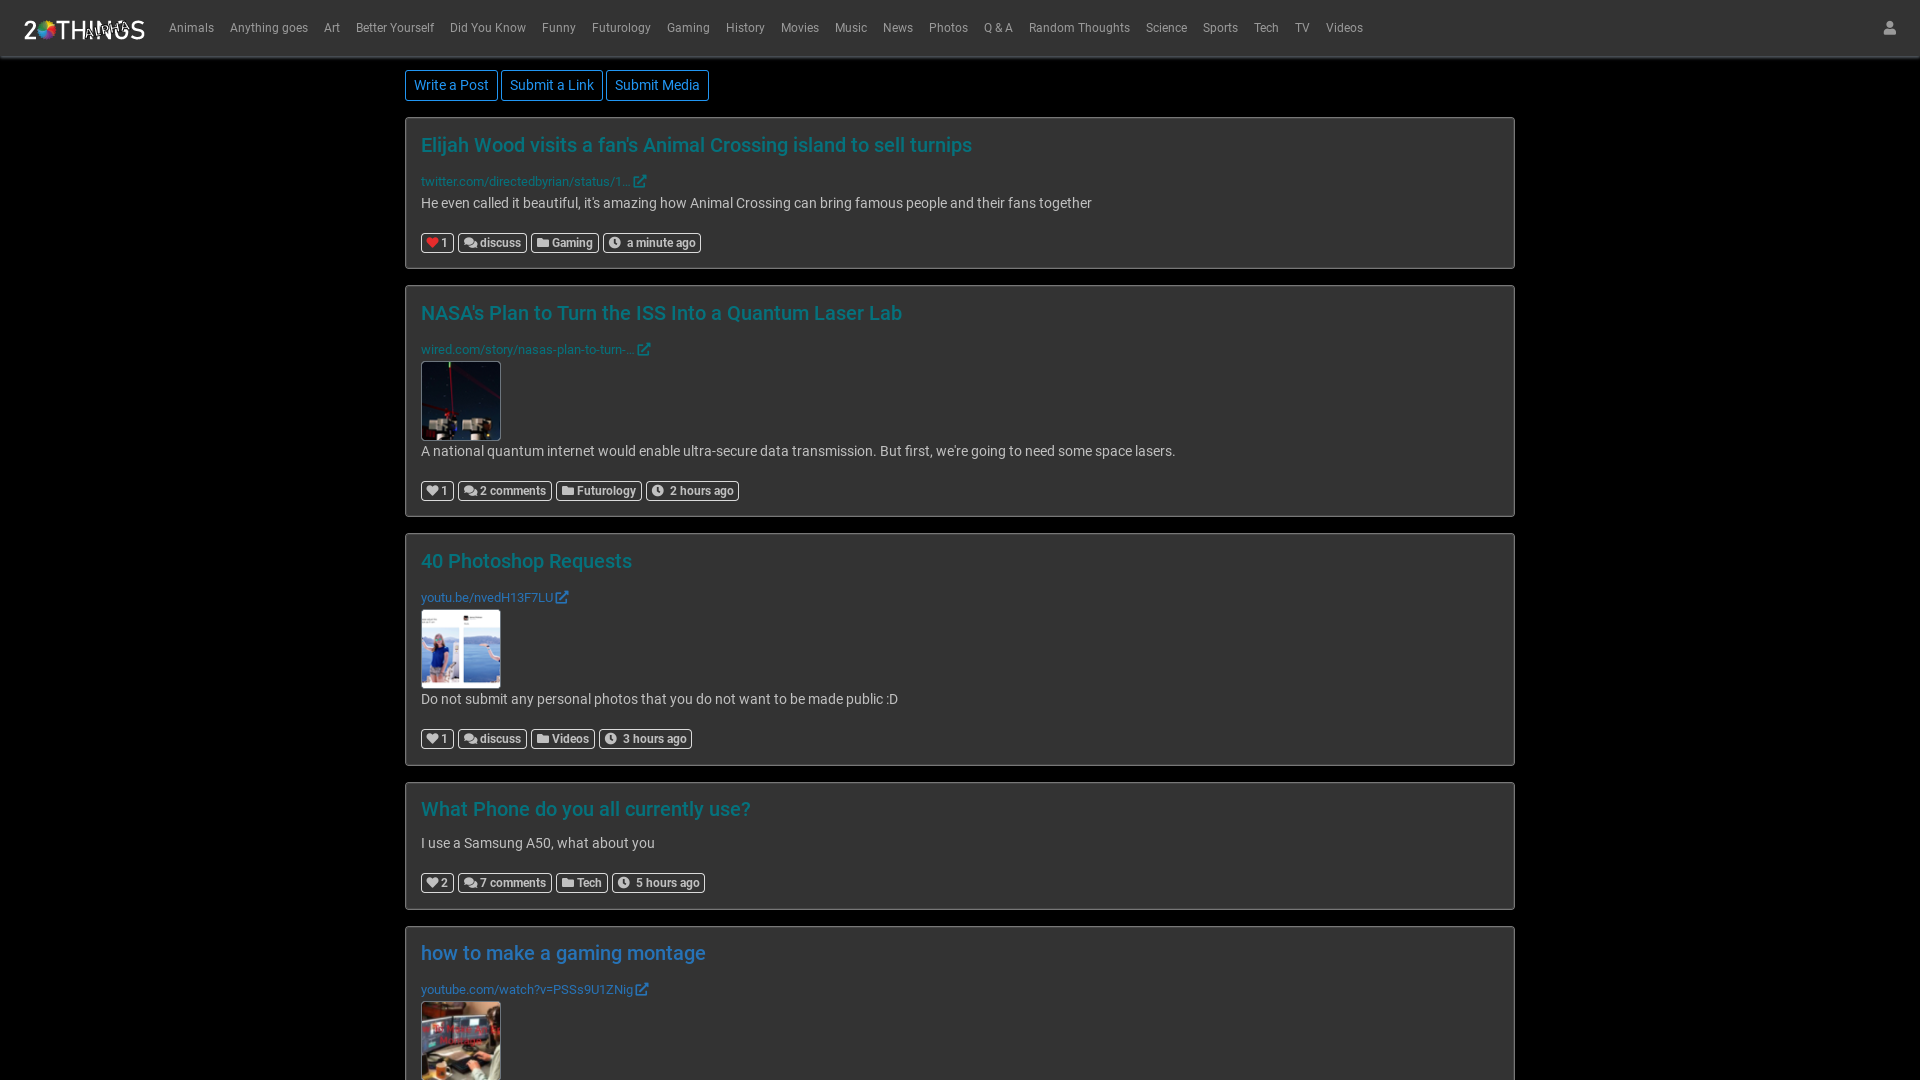 20THINGS Animals Anything goes Art Better Yourself Did You Know Funny Futurology Gaming History Movies Music News Photos Q & A Random Thoughts Science Sports Tech TV Videos
Write a Post Submit a Link Submit Media
Elijah Wood visits a fan's Animal Crossing island to sell turnips
twitter.com/directedbyrian/status/1...
He even called it beautiful, it's amazing how Animal Crossing can bring famous people and their fans together
1 discuss Gaming a minute ago
NASA's Plan to Turn the ISS Into a Quantum Laser Lab
wired.com/story/nasas-plan-to-turn-...
A national quantum internet would enable ultra-secure data transmission. But first, we're going to need some space lasers.
1 2 comments Futurology 2 hours ago
40 Photoshop Requests
youtu.be/nvedH13F7LU
Do not submit any personal photos that you do not want to be made public :D
1 discuss Videos 3 hours ago
What Phone do you all currently use?
I use a Samsung A50, what about you
2 7 comments Tech 5 hours ago
how to make a gaming montage
youtube.com/watch?v=PSSs9U1ZNig